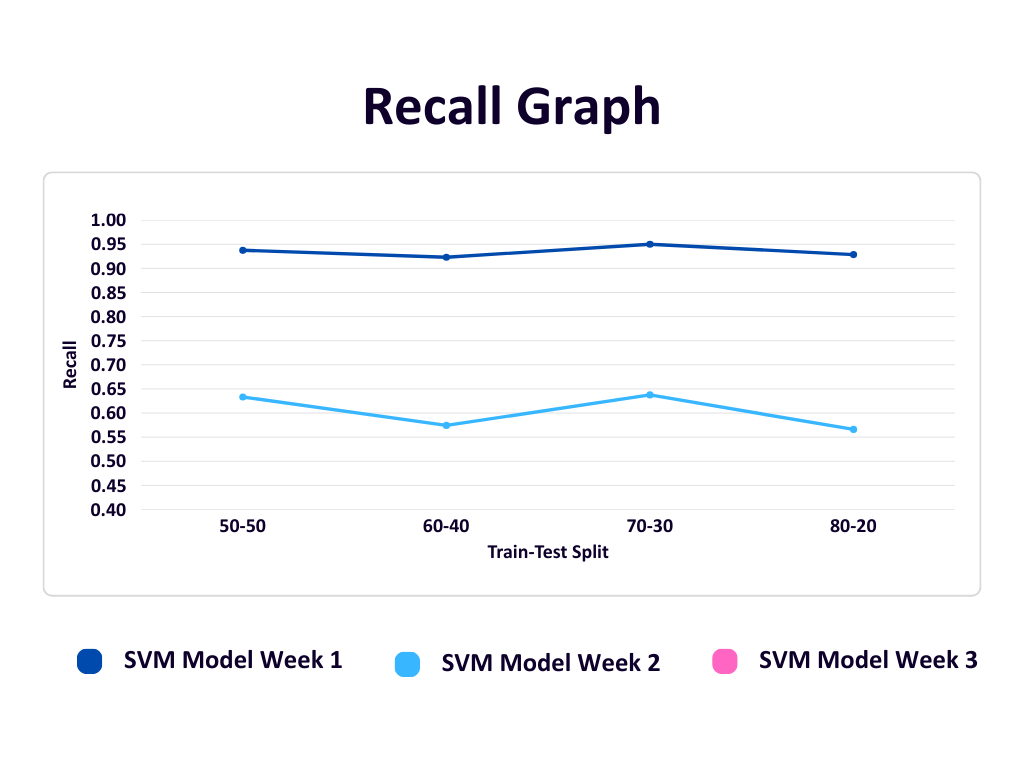 Recall Graph
1.00
0.95
0.90
0.85
0.80
0.75
0.70
0.65
0.60
0.55
0.50
0.45
0.40
Recall
50-50 60-40 70-30 80-20
Train-Test Split
SVM Model Week 1 SVM Model Week 2 SVM Model Week 3